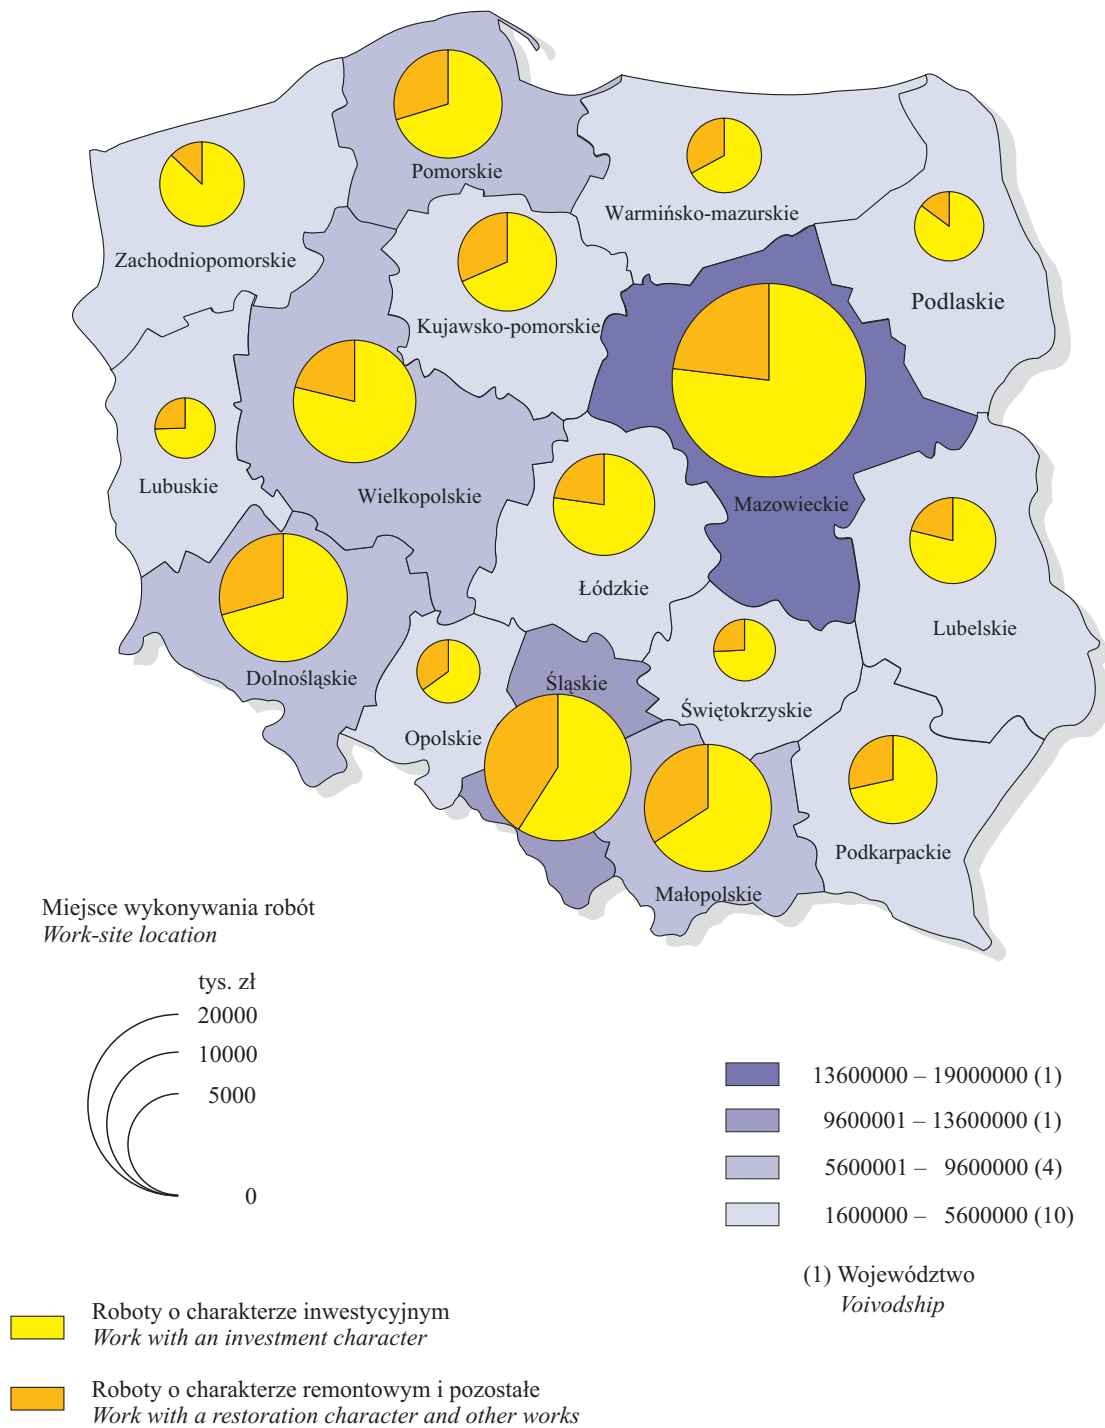 Pomorskie
Warmińsko-mazurskie
Zachodniopomorskie
Podlaskie
Kujawsko-pomorskie
Lubuskie
Wielkopolskie
Mazowieckie
Łódzkie
Lubelskie
Dolnośląskie
Śląskie
Opolskie
Świętokrzyskie
Podkarpackie
Małopolskie
Miejsce wykonywania robót
Work-site location
tys. zł
20000
10000
5000
0
13600000 – 19000000 (1)
9600001 – 13600000 (1)
5600001 – 9600000 (4)
1600000 – 5600000 (10)
(1) Województwo
Voivodship
Roboty o charakterze inwestycyjnym
Work with an investment character
Roboty o charakterze remontowym i pozostałe
Work with a restoration character and other works